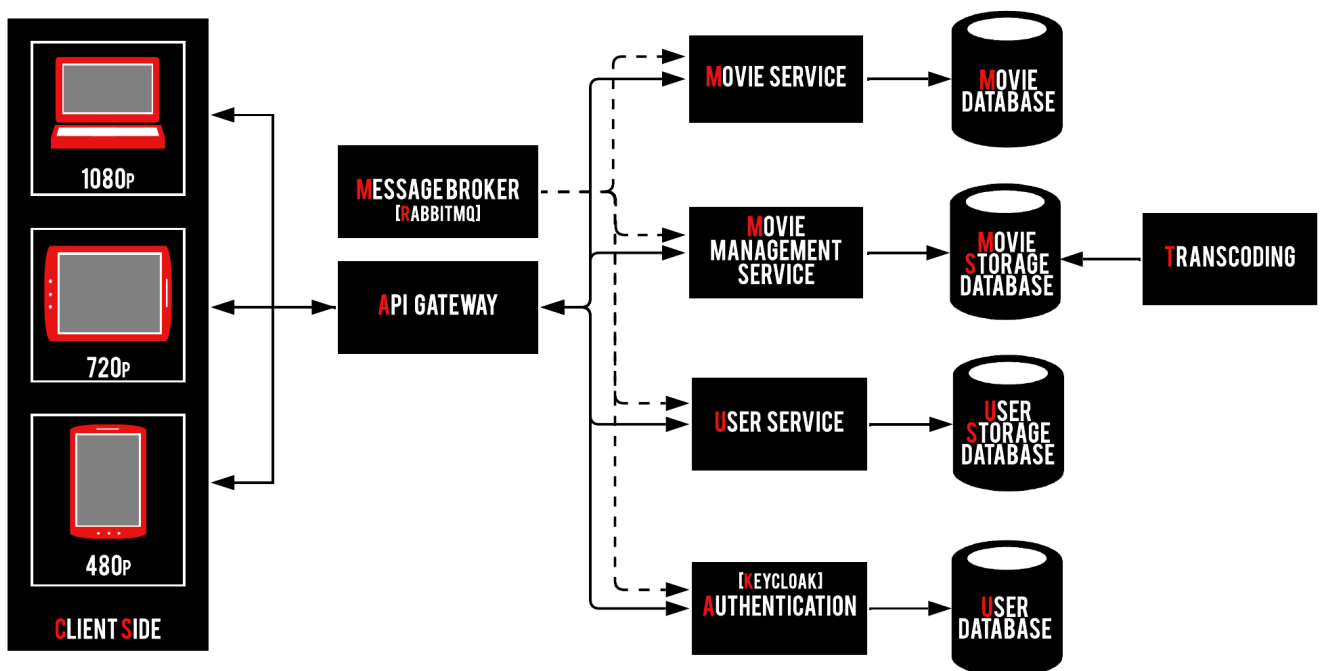 1080P
720P
480P
CLIENT SIDE
MESSAGE BROKER
[RABBITMQ]
API GATEWAY
MOVIE SERVICE
MOVIE
MANAGEMENT
SERVICE
USER SERVICE
[KEYCLOAK]
AUTHENTICATION
MOVIE
DATABASE
MOVIE
STORAGE
DATABASE
USER
STORAGE
DATABASE
USER
DATABASE
TRANSCODING